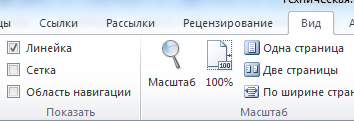 Техническая.
Ссылки Рассылки Рецензирование Вид
Линейка
Сетка
Область навигации
Показать
Масштаб
100%
Одна страница
Две страницы
По ширине стран
Масштаб